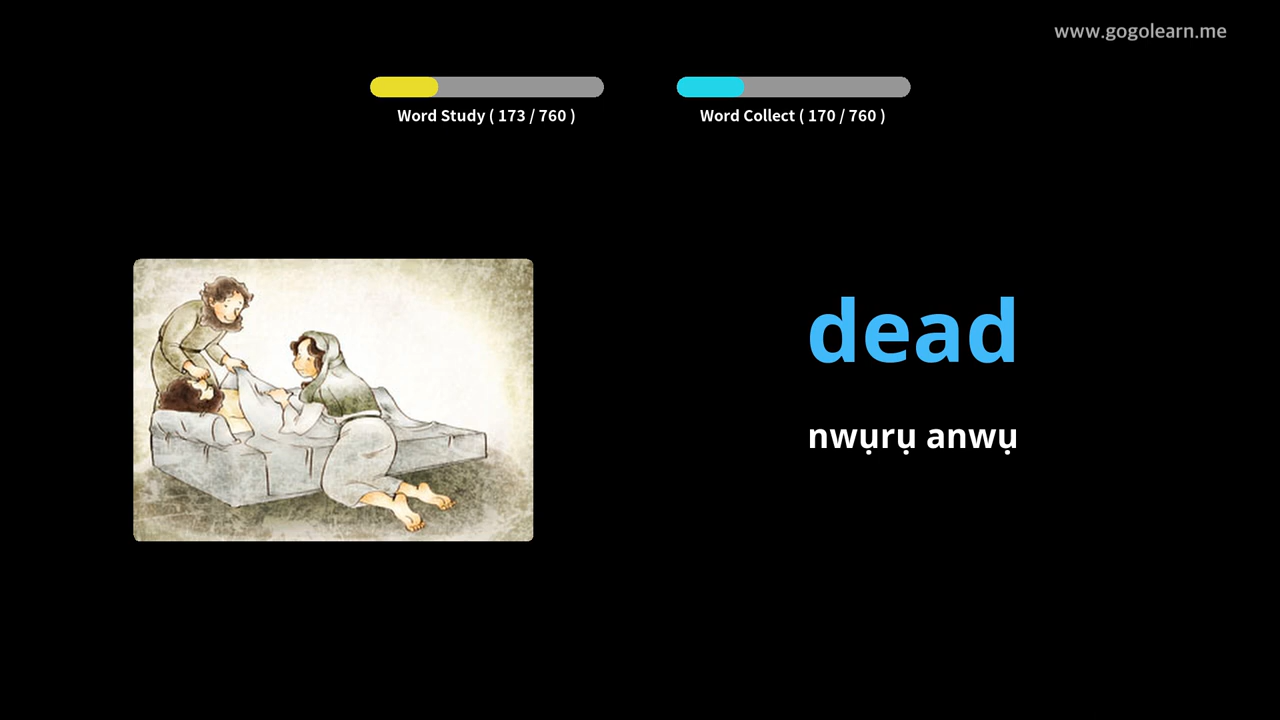 www.gogolearn.me
Word Study ( 173 / 760 )
Word Collect ( 170 / 760 )
dead
nwụrụ anwụ